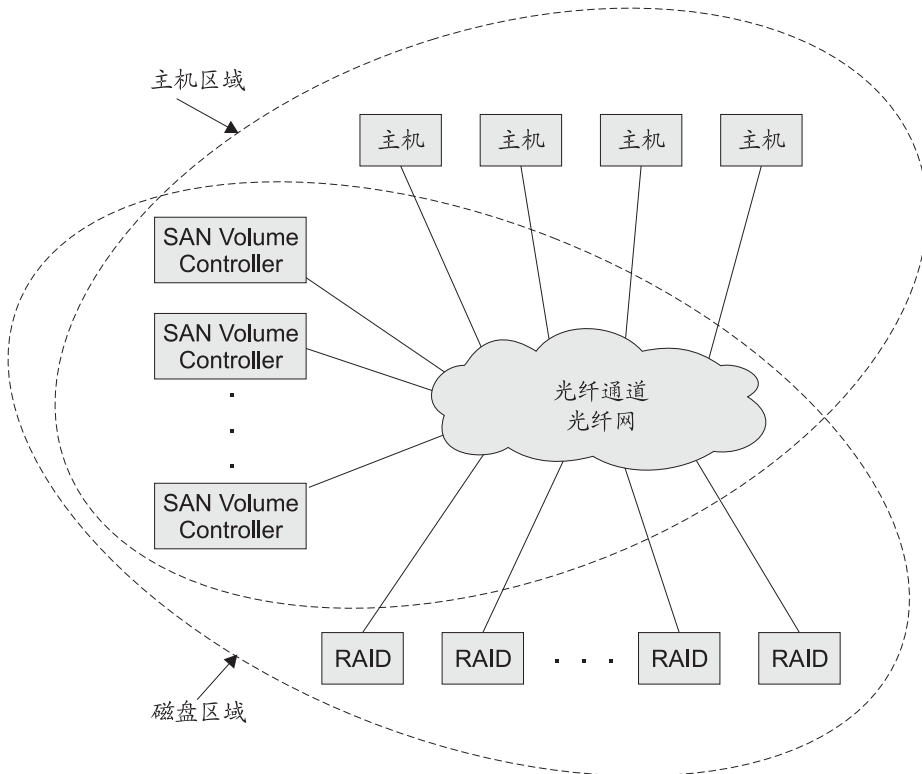 主机区域
主机
主机
主机
主机
SAN Volume
Controller
SAN Volume
Controller
光纤通道
光纤网
SAN Volume
Controller
RAID
RAID
RAID
RAID
磁盘区域